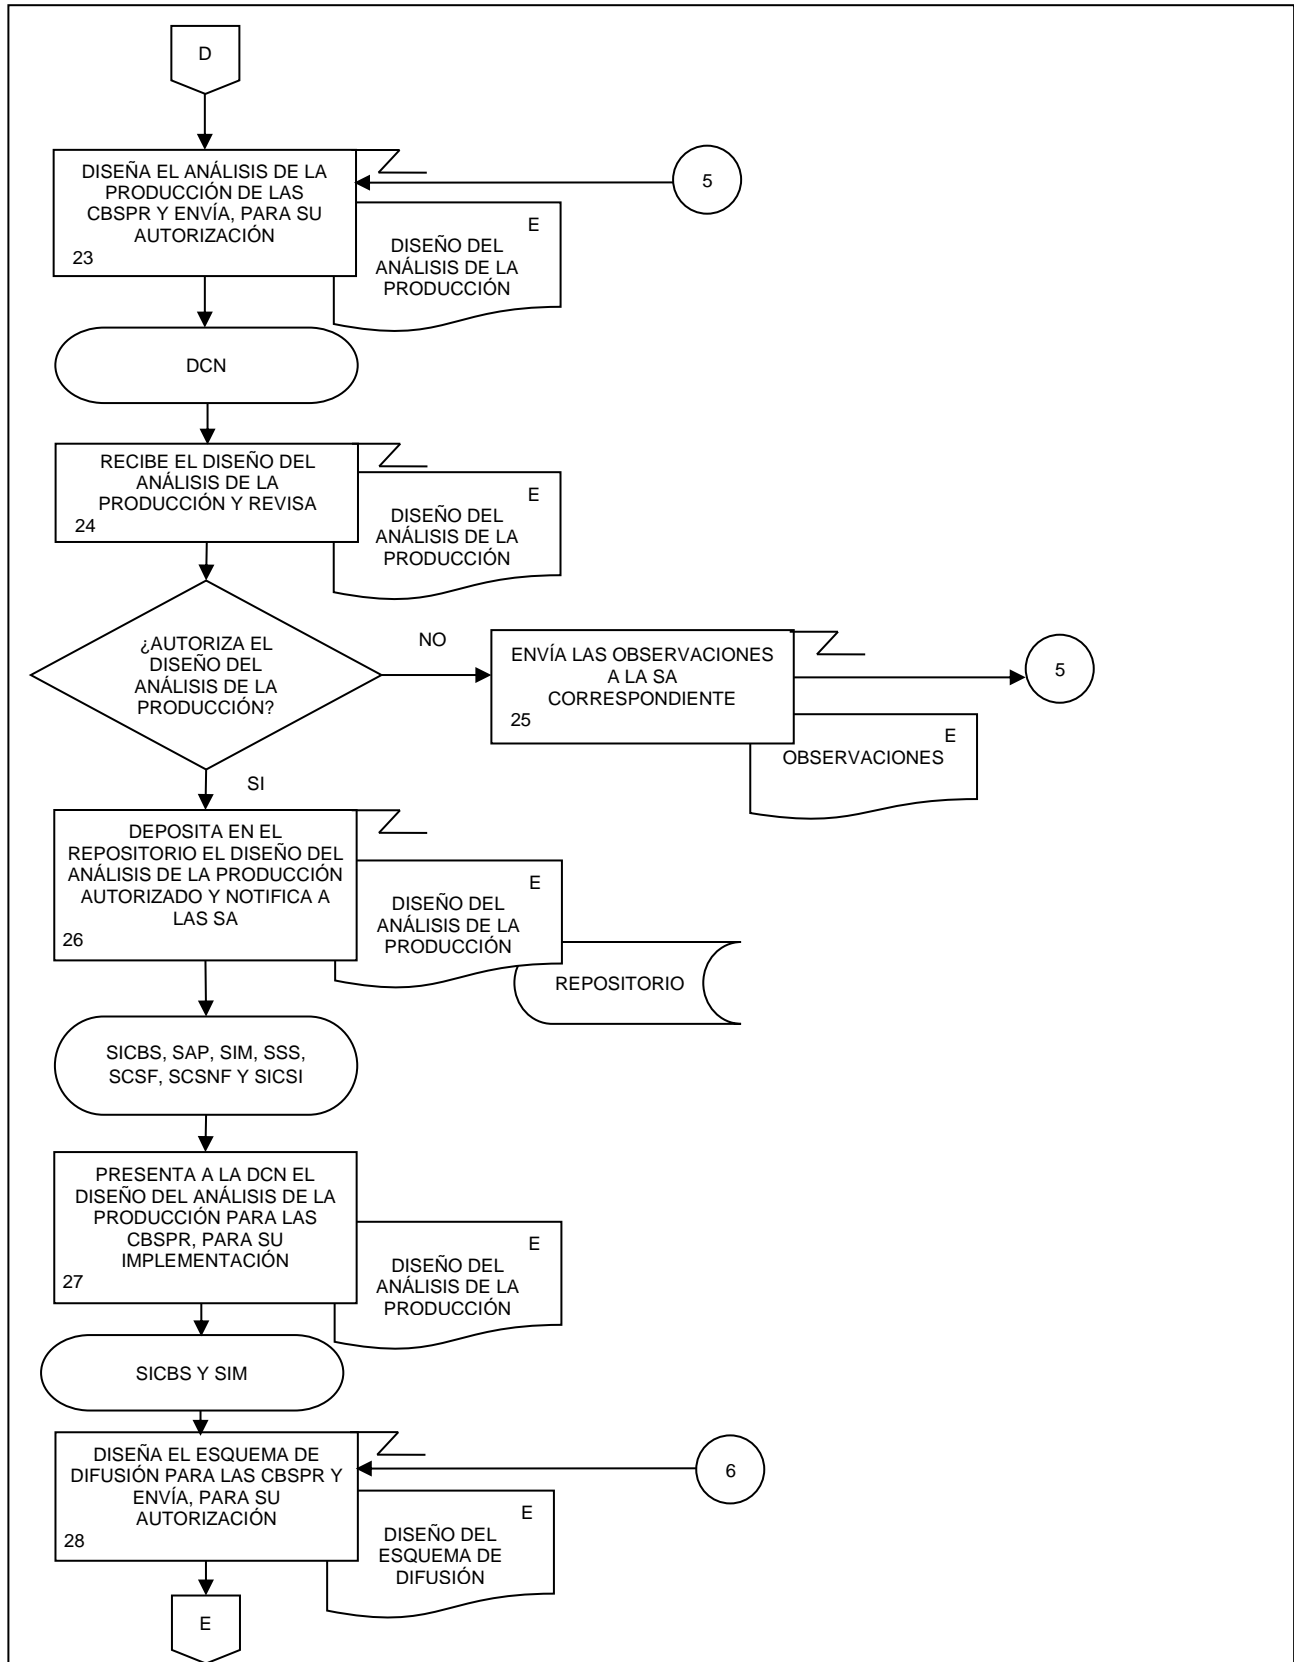 D
DISEÑA EL ANÁLISIS DE LA
PRODUCCIÓN DE LAS
CBSPR Y ENVÍA, PARA SU
AUTORIZACIÓN
23
5
E
DISEÑO DEL
ANÁLISIS DE LA
PRODUCCIÓN
DCN
RECIBE EL DISEÑO DEL
ANÁLISIS DE LA
PRODUCCIÓN Y REVISA
24
E
DISEÑO DEL
ANÁLISIS DE LA
PRODUCCIÓN
¿AUTORIZA EL
DISEÑO DEL
ANÁLISIS DE LA
PRODUCCIÓN?
NO
ENVÍA LAS OBSERVACIONES
A LA SA
CORRESPONDIENTE
25
5
E
OBSERVACIONES
SI
DEPOSITA EN EL
REPOSITORIO EL DISEÑO DEL
ANÁLISIS DE LA PRODUCCIÓN
AUTORIZADO Y NOTIFICA A
LAS SA
26
E
DISEÑO DEL
ANÁLISIS DE LA
PRODUCCIÓN
REPOSITORIO
SICBS, SAP, SIM, SSS,
SCSF, SCSNF Y SICSI
PRESENTA A LA DCN EL
DISEÑO DEL ANÁLISIS DE LA
PRODUCCIÓN PARA LAS
CBSPR, PARA SU
IMPLEMENTACIÓN
27
E
DISEÑO DEL
ANÁLISIS DE LA
PRODUCCIÓN
SICBS Y SIM
DISEÑA EL ESQUEMA DE
DIFUSIÓN PARA LAS CBSPR Y
ENVÍA, PARA SU
AUTORIZACIÓN
28
6
E
DISEÑO DEL
ESQUEMA DE
DIFUSIÓN
E